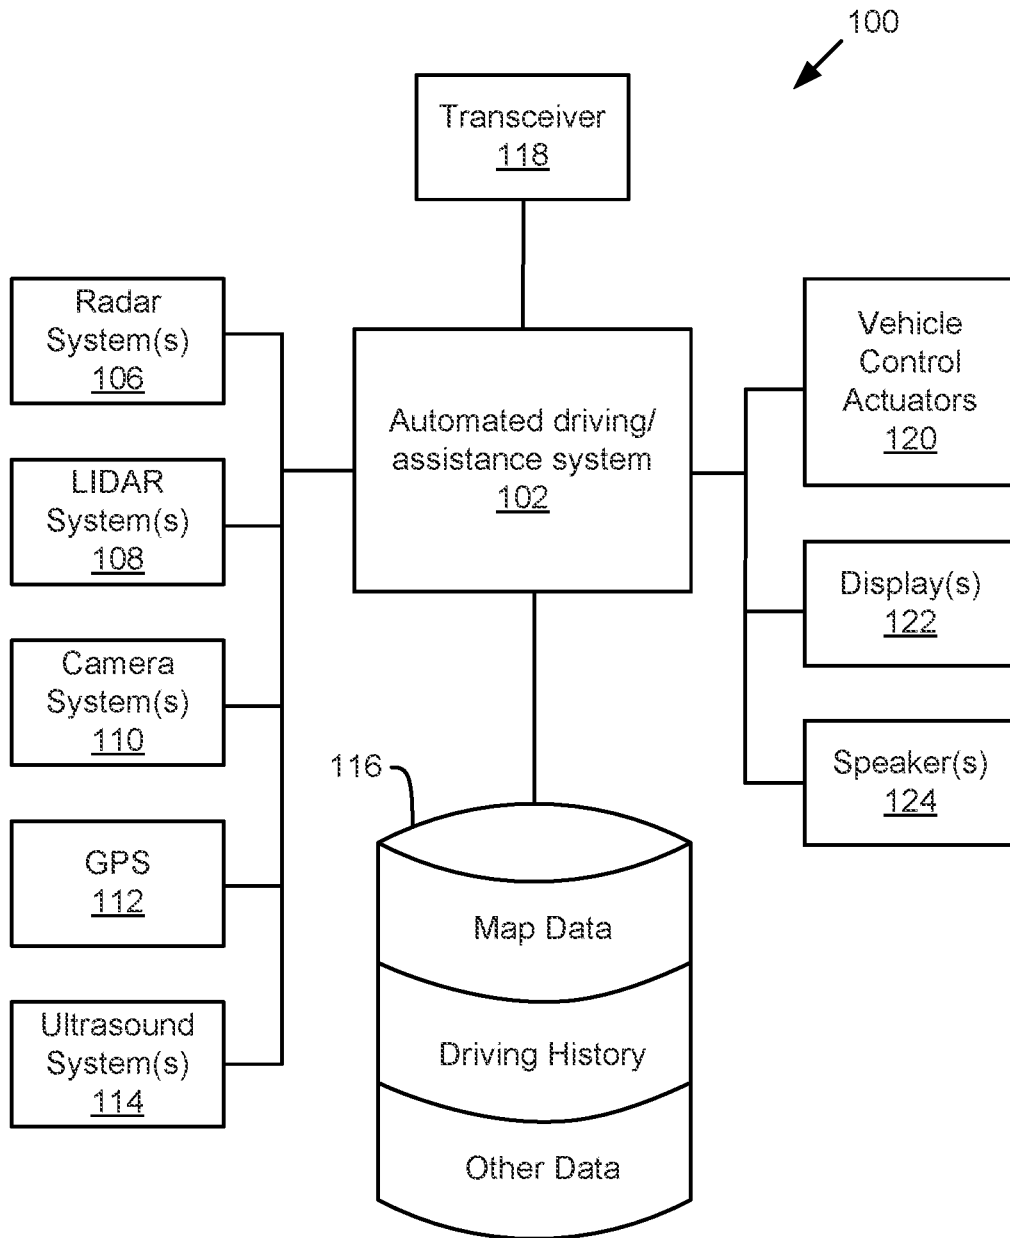 100
Transceiver
118
Radar
System(s)
106
LIDAR
System(s)
108
Camera
System(s)
110
GPS
112
Ultrasound
System(s)
114
Automated driving/
assistance system
102
Vehicle
Control
Actuators
120
Display(s)
122
Speaker(s)
124
116
Map Data
Driving History
Other Data